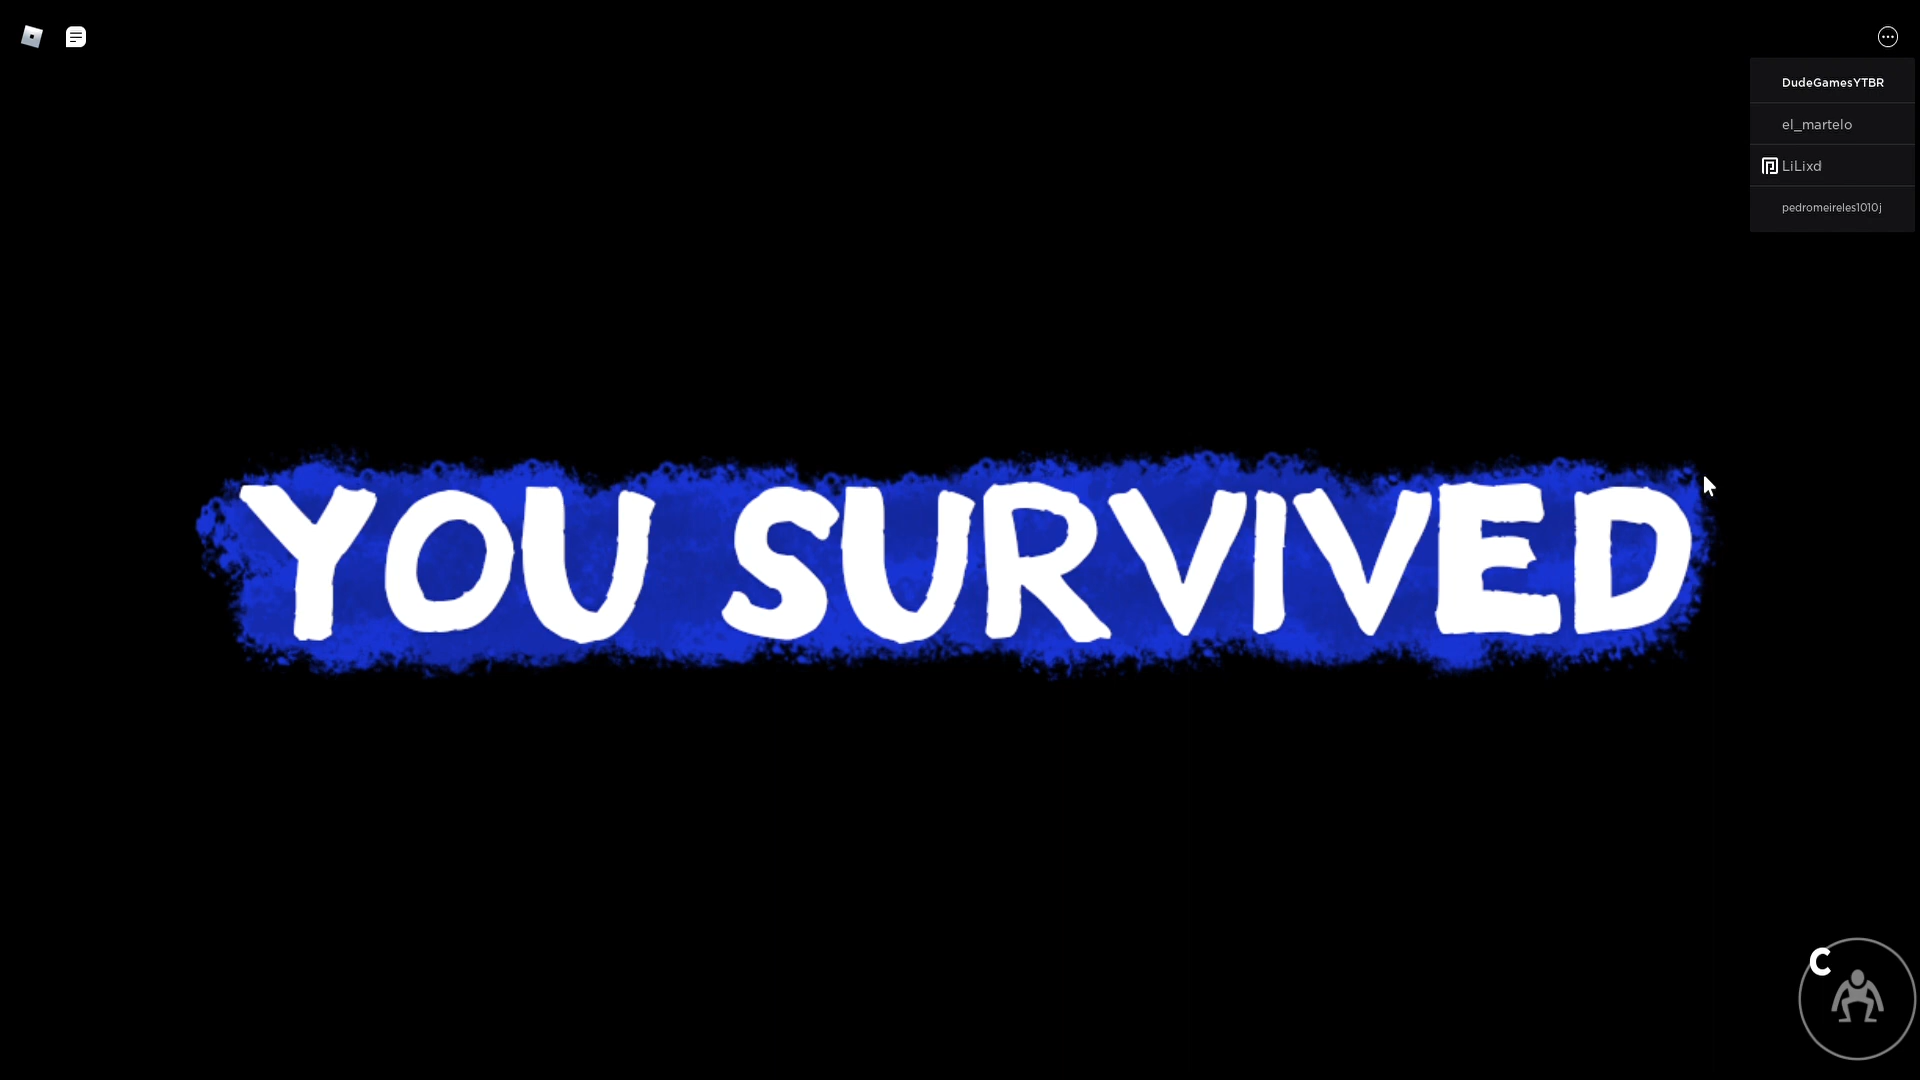 DudeGamesYTBR
el_martelo
LiLixd
pedromeireles1010j
YOU SURVIVED
C